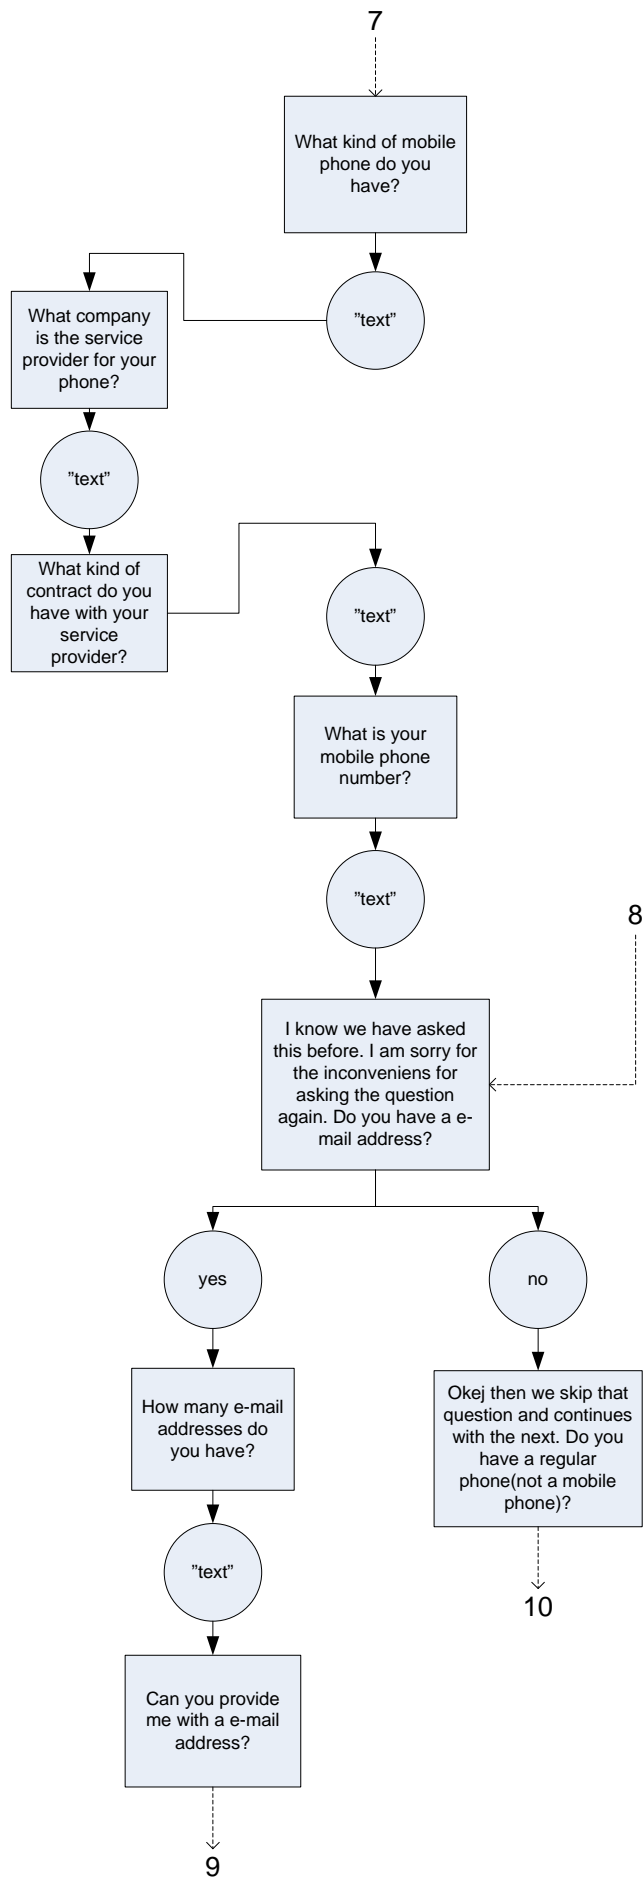 7
What kind of mobile
phone do you
have?
"text"
What company
is the service
provider for your
phone?
"text"
What kind of
contract do you
have with your
service
provider?
"text"
What is your
mobile phone
number?
"text"
8
I know we have asked
this before. I am sorry for
the inconveniens for
asking the question
again. Do you have a e-
mail address?
yes
no
How many e-mail
addresses do
you have?
Okej then we skip that
question and continues
with the next. Do you
have a regular
phone(not a mobile
phone)?
"text"
10
Can you provide
me with a e-mail
address?
9